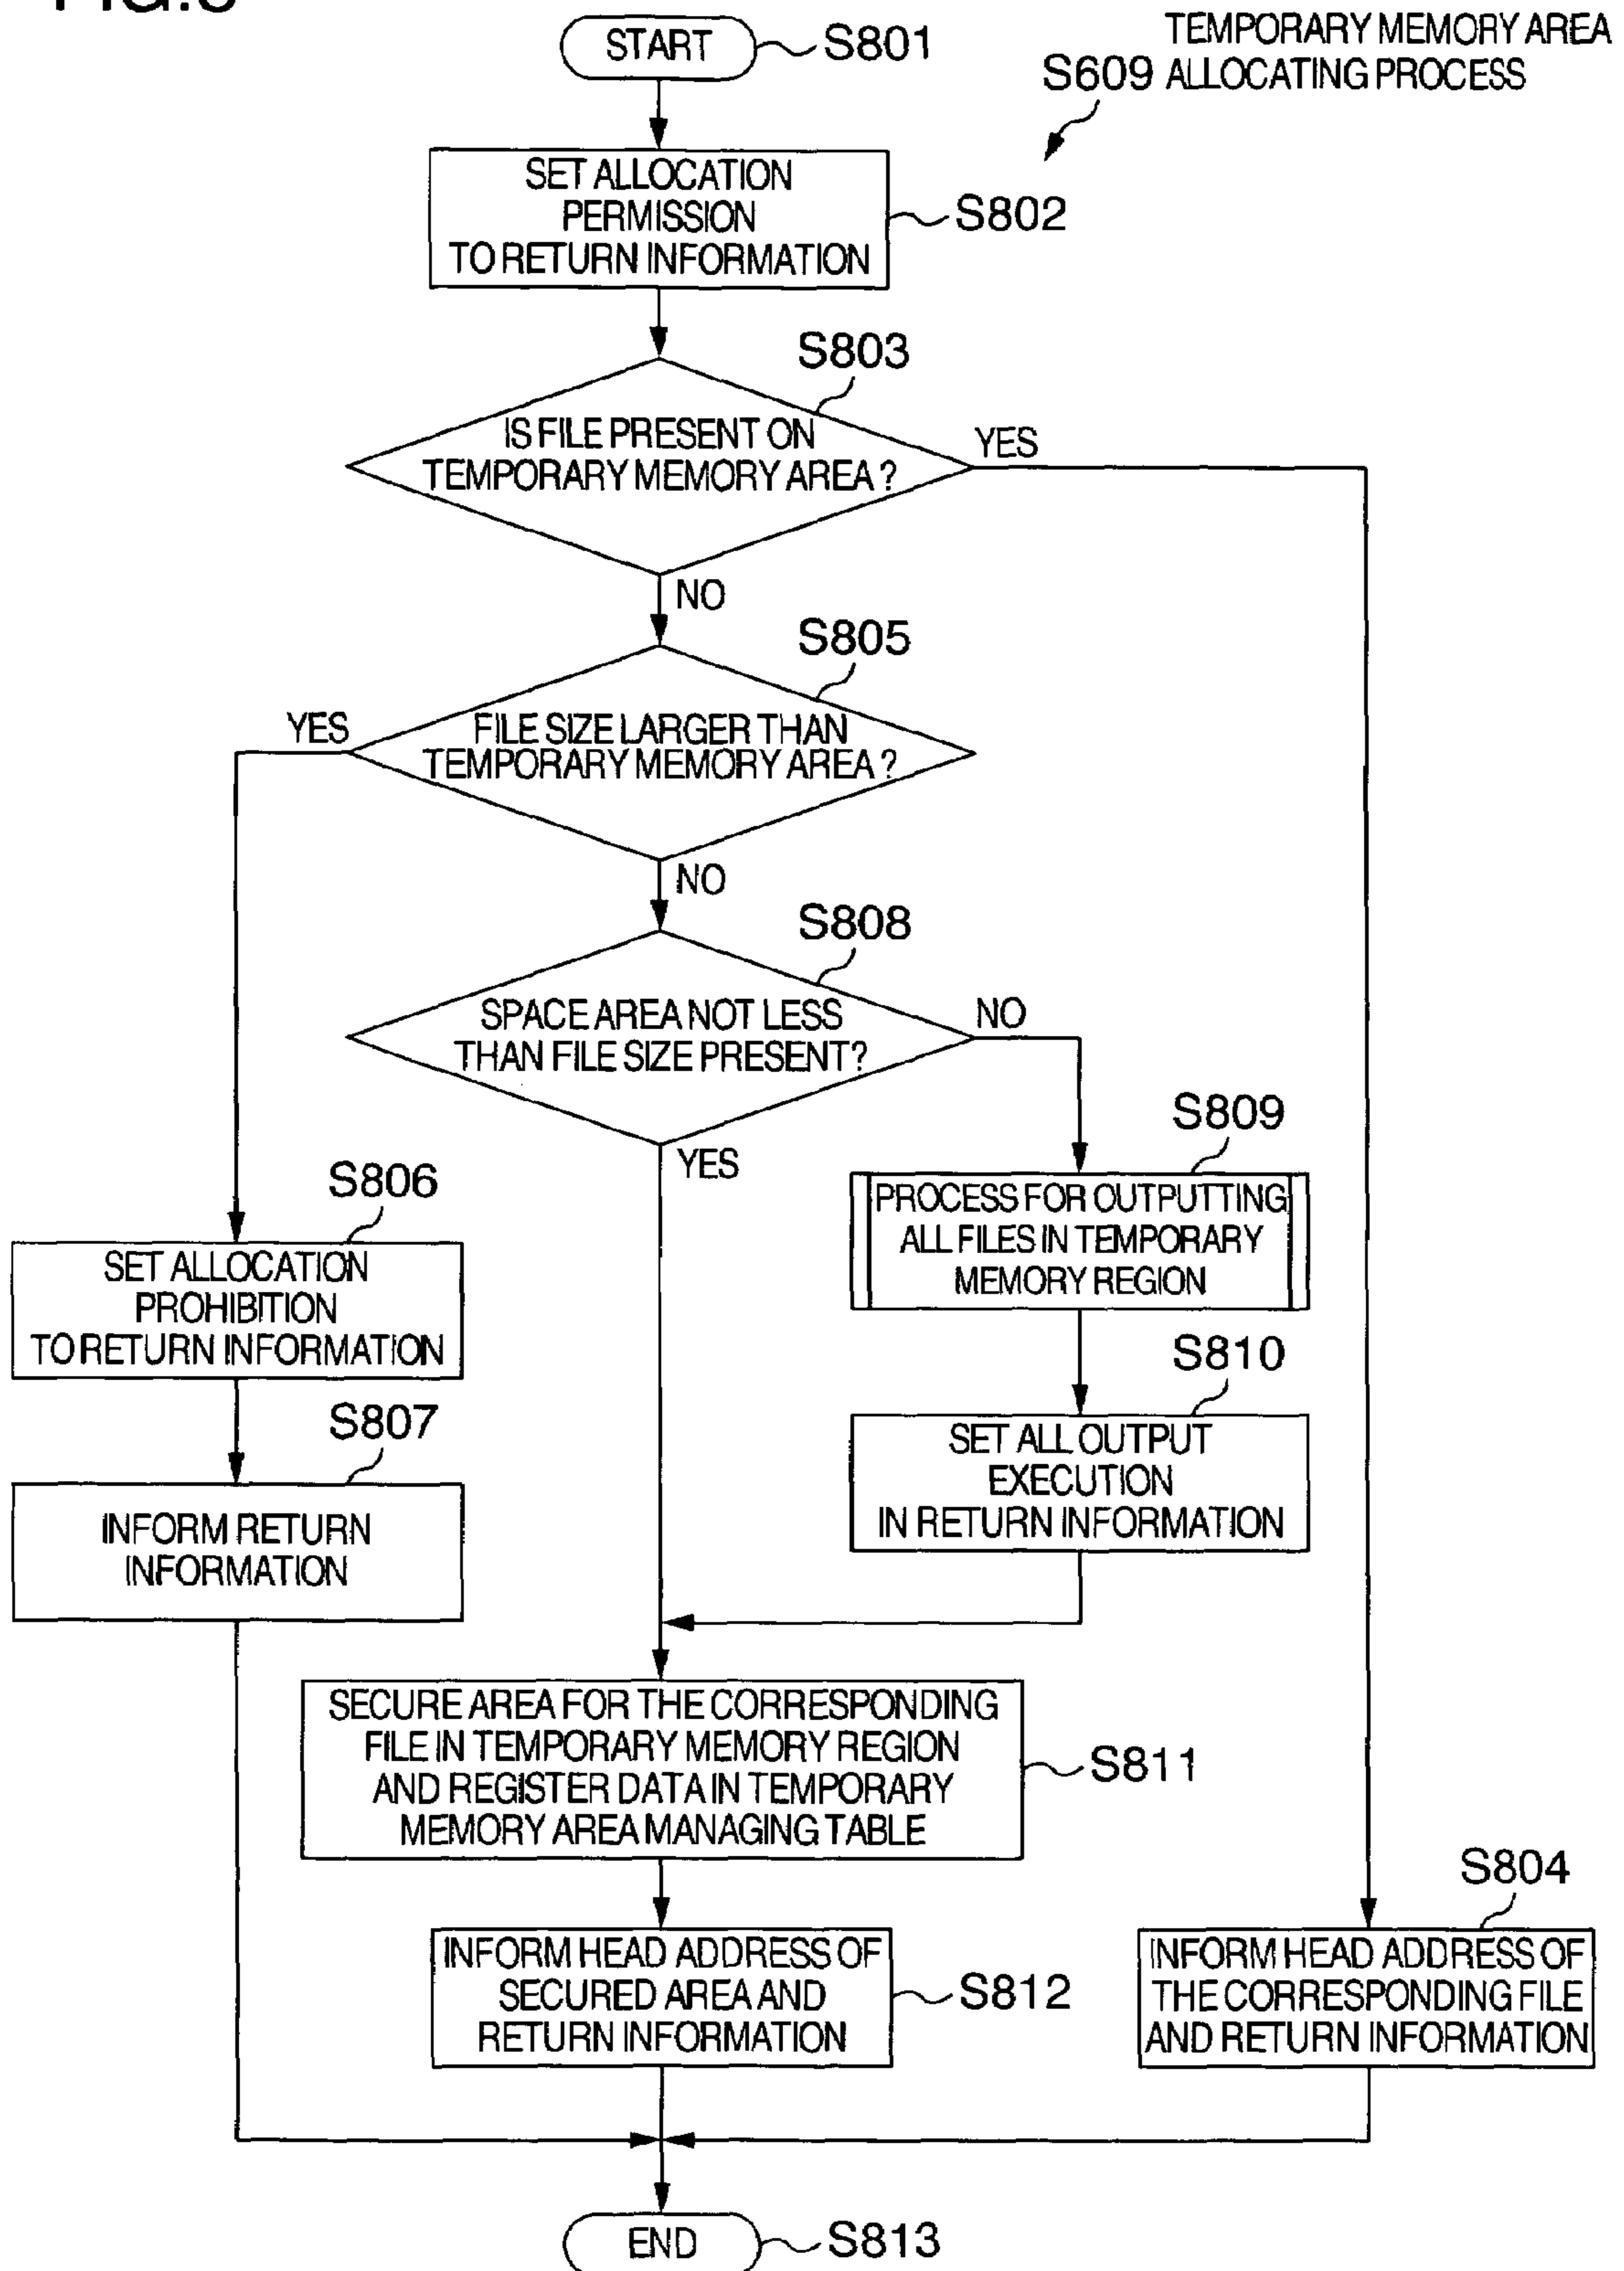 START
S801
TEMPORARY MEMORY AREA
S609 ALLOCATING PROCESS
SET ALLOCATION
PERMISSION
TO RETURN INFORMATION
S802
S803
IS FILE PRESENT ON
TEMPORARY MEMORY AREA?
YES
NO
S805
YES
FILE SIZE LARGER THAN
TEMPORARY MEMORY AREA?
NO
S808
SPACE AREA NOT LESS
THAN FILE SIZE PRESENT?
NO
YES
S809
PROCESS FOR OUTPUTTING
ALL FILES IN TEMPORARY
MEMORY REGION
S806
SET ALLOCATION
PROHIBITION
TO RETURN INFORMATION
S810
SET ALL OUTPUT
EXECUTION
IN RETURN INFORMATION
S807
INFORM RETURN
INFORMATION
SECURE AREA FOR THE CORRESPONDING
FILE IN TEMPORARY MEMORY REGION
AND REGISTER DATA IN TEMPORARY
MEMORY AREA MANAGING TABLE
S811
S804
INFORM HEAD ADDRESS OF
SECURED AREA AND
RETURN INFORMATION
S812
INFORM HEAD ADDRESS OF
THE CORRESPONDING FILE
AND RETURN INFORMATION
END
S813